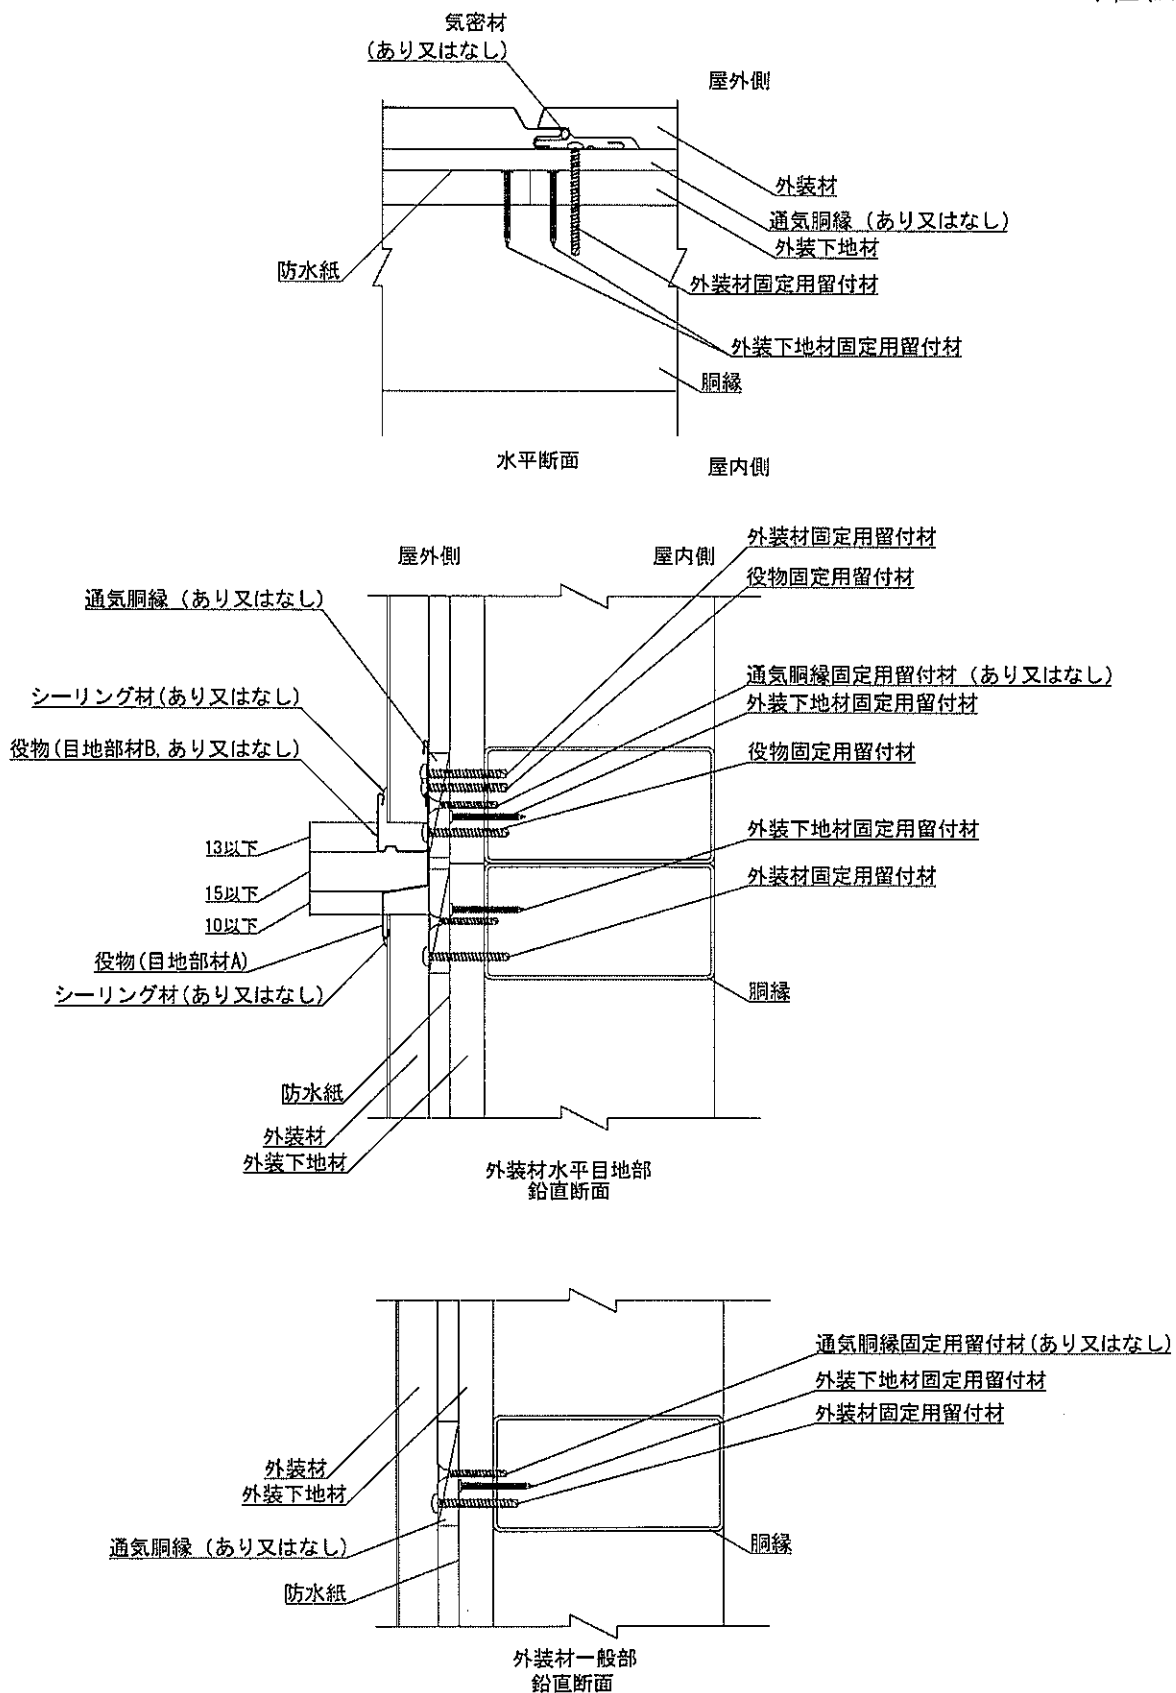 気密材
(あり又はなし)
屋外側
外装材
通気胴縁 (あり又はなし)
外装下地材
防水紙
外装材固定用留付材
外装下地材固定用留付材
胴縁
水平断面
屋内側
屋外側
屋内側
外装材固定用留付材
役物固定用留付材
通気胴縁 (あり又はなし)
通気胴縁固定用留付材 (あり又はなし)
シーリング材(あり又はなし)
外装下地材固定用留付材
役物(目地部材B, あり又はなし)
役物固定用留付材
外装下地材固定用留付材
13以下
外装材固定用留付材
15以下
10以下
役物(目地部材A)
シーリング材(あり又はなし)
胴縁
防水紙
外装材
外装下地材
外装材水平目地部
鉛直断面
通気胴縁固定用留付材(あり又はなし)
外装下地材固定用留付材
外装材固定用留付材
外装材
外装下地材
通気胴縁 (あり又はなし)
胴縁
防水紙
外装材一般部
鉛直断面